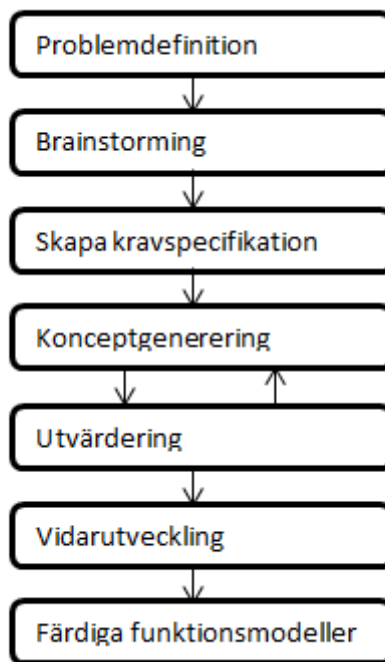 Problemdefinition
Brainstorming
Skapa kravspecifikation
Konceptgenerering
Utvärdering
Vidarutveckling
Färdiga funktionsmodeller